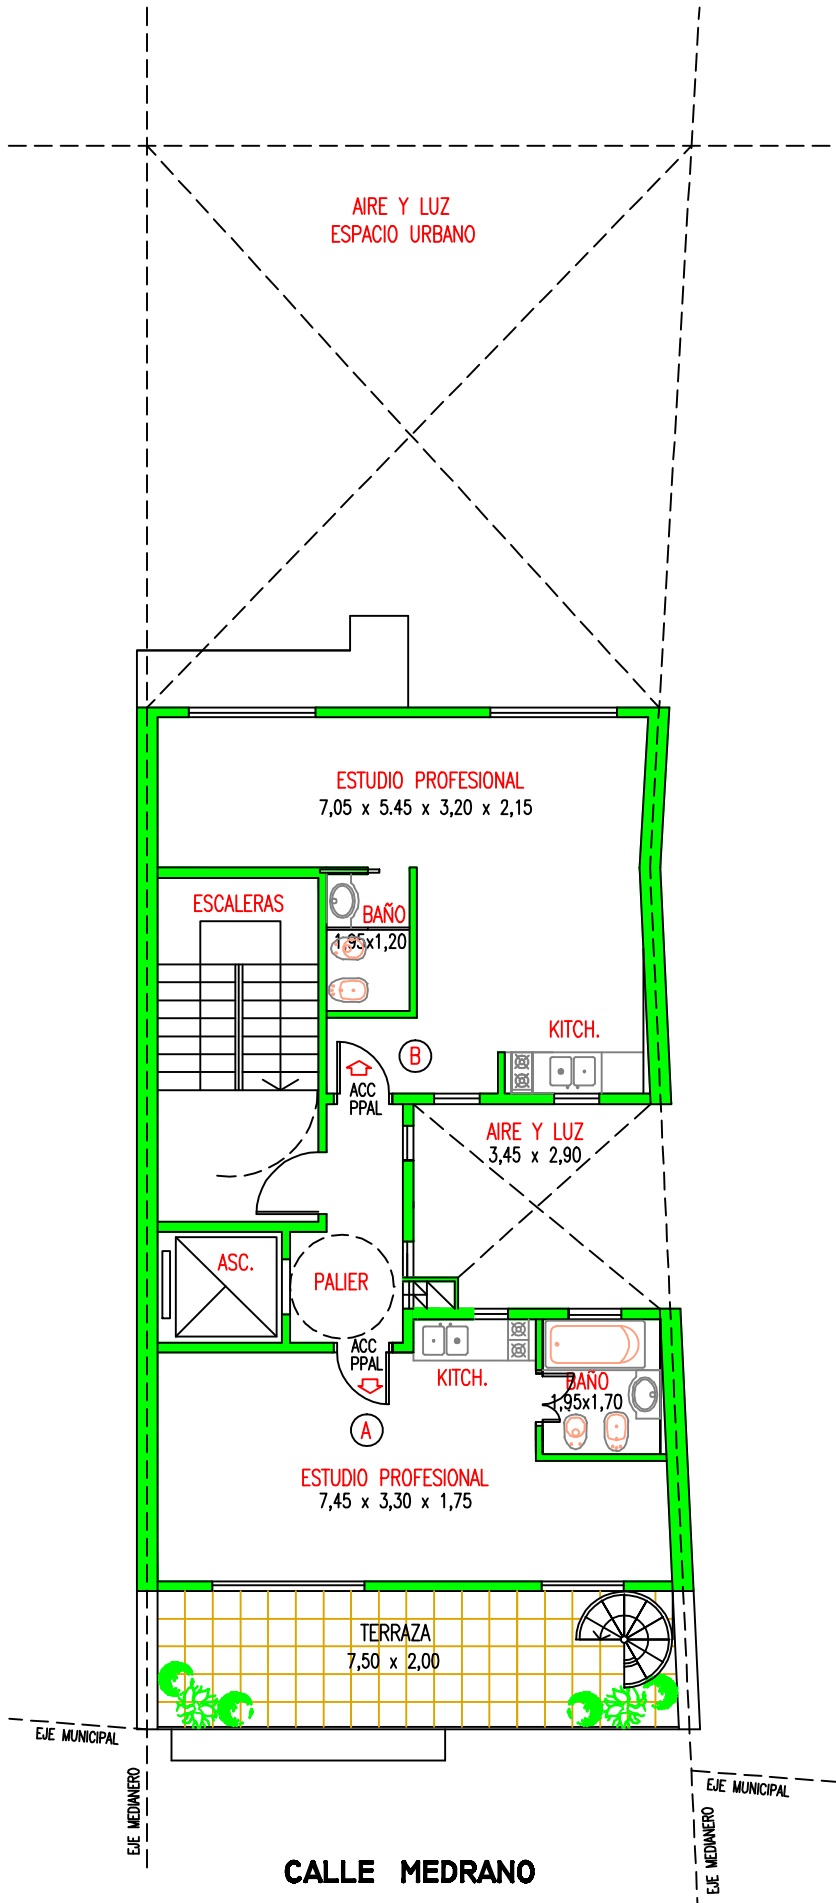 AIRE Y LUZ
ESPACIO URBANO
ESTUDIO PROFESIONAL
7,05 x 5.45 x 3,20 x 2,15
ESCALERAS
BAÑO
1,95x1,20
KITCH.
B
ACC
PPAL
AIRE Y LUZ
3,45 x 2,90
ASC.
PALIER
ACC
PPAL
KITCH.
BAÑO
1,95x1,70
A
ESTUDIO PROFESIONAL
7,45 x 3,30 x 1,75
TERRAZA
7,50 x 2,00
EJE MUNICIPAL
EJE MEDIANERO
EJE MUNICIPAL
EJE MEDIANERO
CALLE MEDRANO